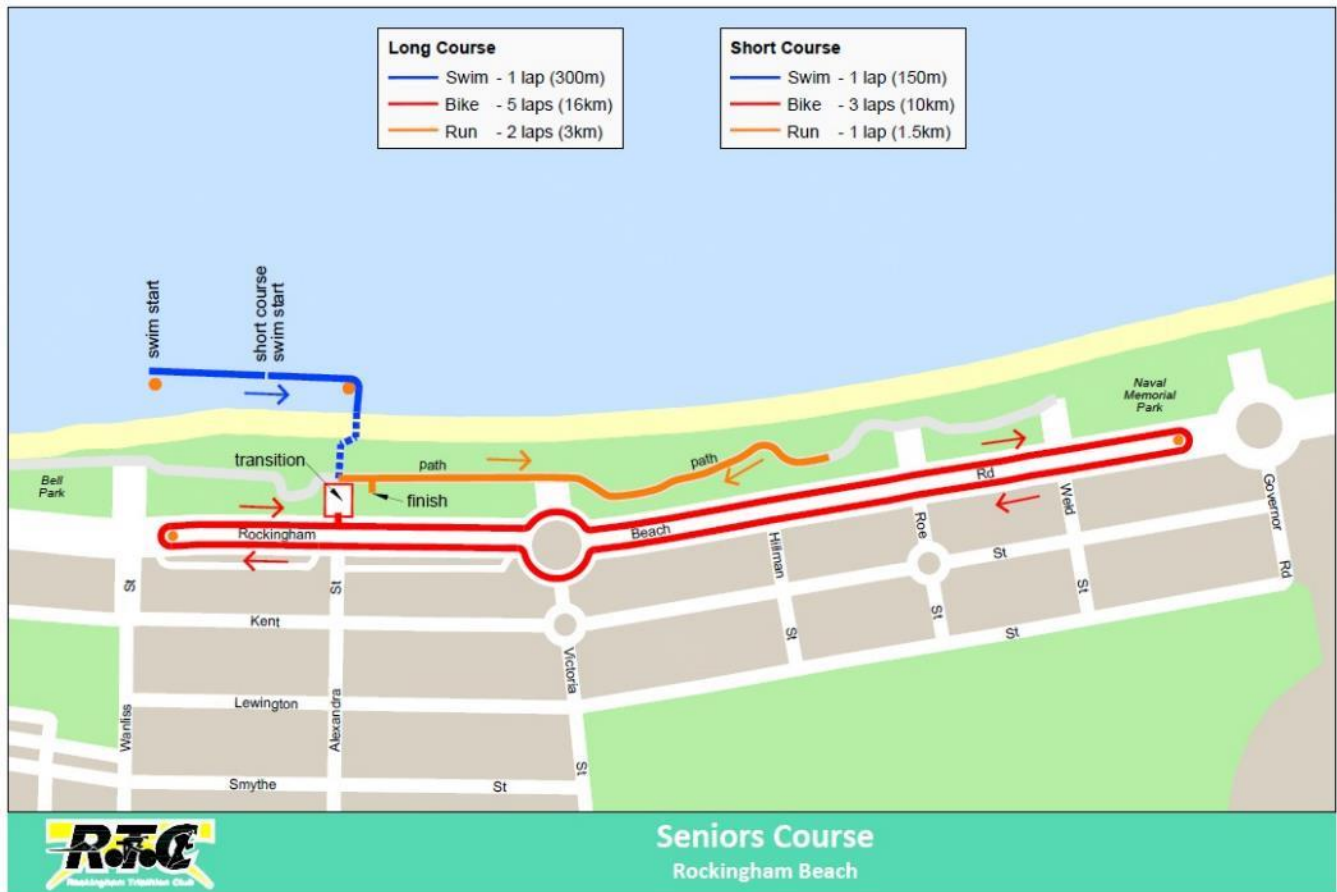 Long Course
Swim - 1 lap (300m)
Bike - 5 laps (16km)
Run - 2 laps (3km)
Short Course
Swim - 1 lap (150m)
Bike - 3 laps (10km)
Run - 1 lap (1.5km)
swim start
short course
swim start
Naval
Memorial
Park
transition
path
path
finish
Bell
Park
Rockingham
Beach
Rd
Hillman
St
Roe
St
Weld
St
Governor
Rd
St
St
Wanliss
St
Alexandra
St
Kent
Victoria
St
Lewington
Smythe
St
R.T.C
Rockingham Triathlon Club
Seniors Course
Rockingham Beach